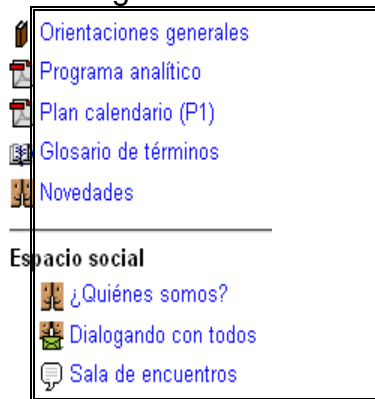 Orientaciones generales
Programa analítico
Plan calendario (P1)
Glosario de términos
Novedades
Espacio social
¿Quiénes somos?
Dialogando con todos
Sala de encuentros